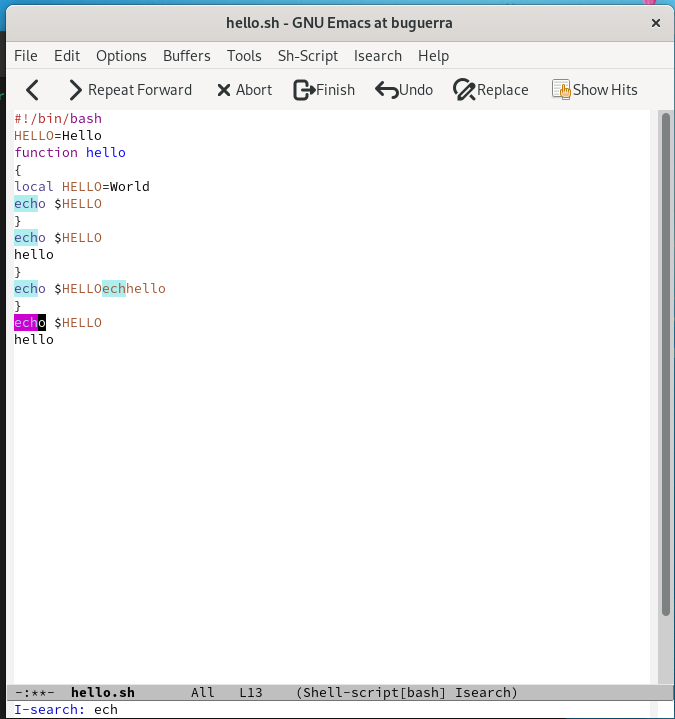 hello.sh - GNU Emacs at buguerra
File Edit Options Buffers Tools Sh-Script Isearch Help
Repeat Forward Abort Finish Undo Replace Show Hits
#!/bin/bash
HELLO=Hello
function hello
{
local HELLO=World
echo $HELLO
}
echo $HELLO
hello
}
echo $HELLOechhello
}
echo $HELLO
hello
-:**- hello.sh All L13 (Shell-script[bash] Isearch)
I-search: ech